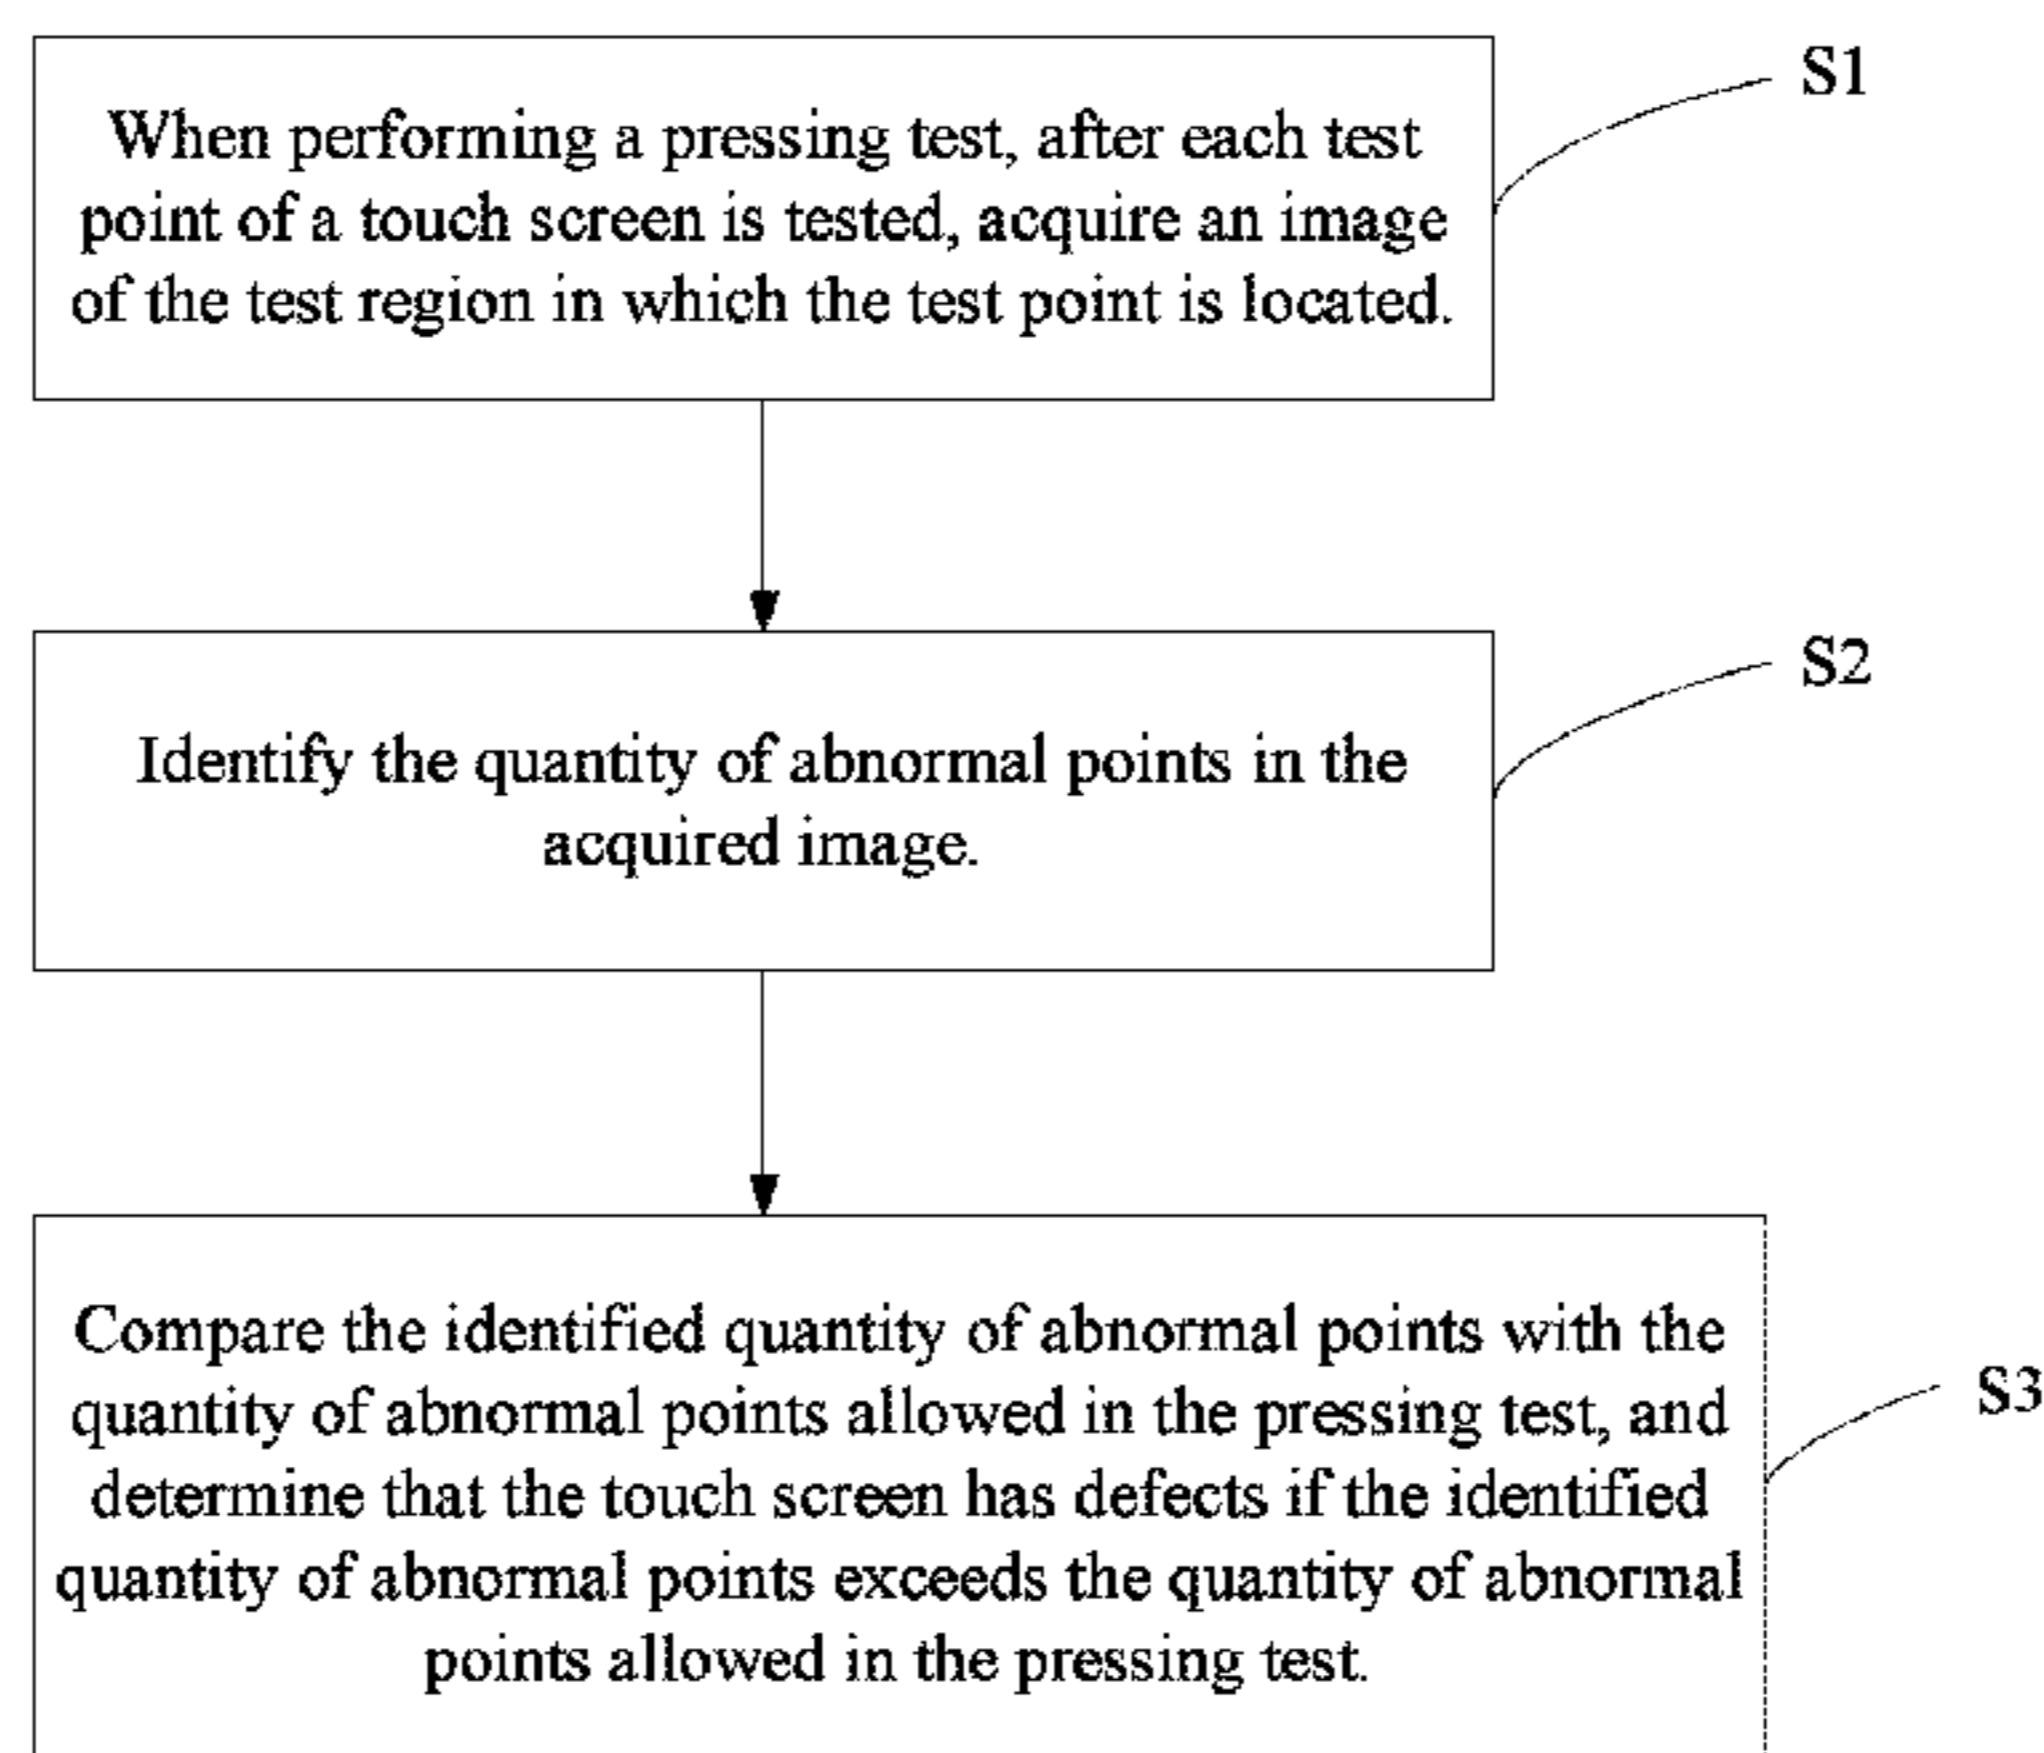 When performing a pressing test, after each test
point of a touch screen is tested, acquire an image
of the test region in which the test point is located.
S1
Identify the quantity of abnormal points in the
acquired image.
S2
Compare the identified quantity of abnormal points with the
quantity of abnormal points allowed in the pressing test, and
determine that the touch screen has defects if the identified
quantity of abnormal points exceeds the quantity of abnormal
points allowed in the pressing test.
S3